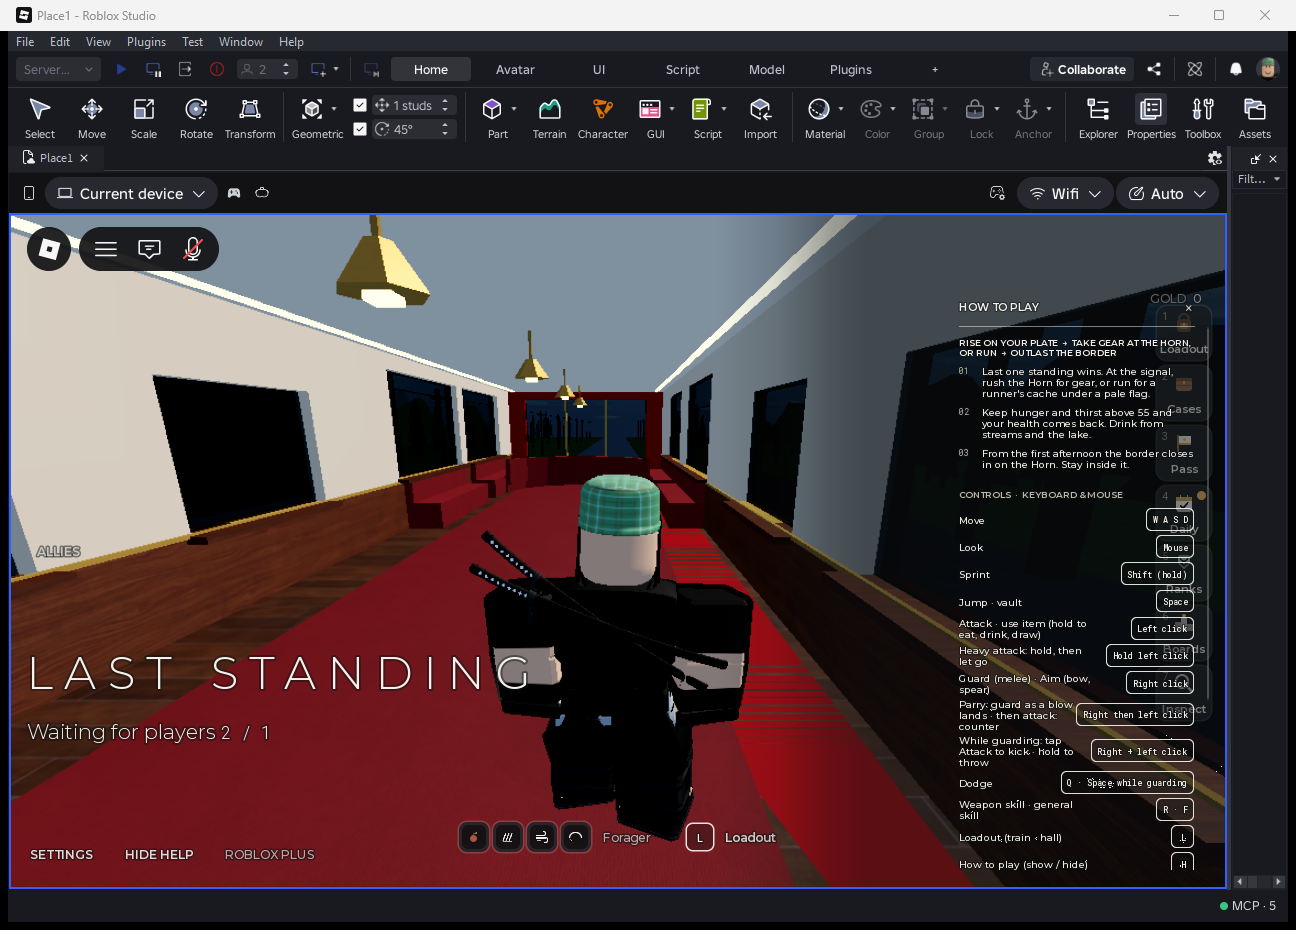 Place1 - Roblox Studio
File Edit View Plugins Test Window Help
Server... 2 Home Avatar UI Script Model Plugins + Collaborate
1 studs
45°
Select Move Scale Rotate Transform Geometric Part Terrain Character GUI Script Import Material Color Group Lock Anchor Explorer Properties Toolbox Assets
Place1
Filt...
Current device Wifi Auto
GOLD 0
HOW TO PLAY
RISE ON YOUR PLATE → TAKE GEAR AT THE HORN,
OR RUN → OUTLAST THE BORDER
1
Loadout
01 Last one standing wins. At the signal,
rush the Horn for gear, or run for a
runner's cache under a pale flag.
2
Cases
02 Keep hunger and thirst above 55 and
your health comes back. Drink from
streams and the lake.
3
Pass
03 From the first afternoon the border closes
in on the Horn. Stay inside it.
CONTROLS · KEYBOARD & MOUSE
4
Daily
Move W A S D
Look Mouse
Sprint Shift (hold)
Ranks
Jump · vault Space
Attack · use item (hold to
eat, drink, draw) Left click
Boards
Heavy attack: hold, then
let go Hold left click
Guard (melee) · Aim (bow,
spear) Right click
Inspect
Parry: guard as a blow
lands · then attack:
counter Right then left click
While guarding: tap
Attack to kick · hold to
throw Right + left click
Dodge Q · Space while guarding
Weapon skill · general
skill R · F
Loadout (train · hall) L
How to play (show / hide) H
ALLIES
LAST STANDING
Waiting for players 2 / 1
Forager L Loadout
SETTINGS HIDE HELP ROBLOX PLUS
MCP · 5